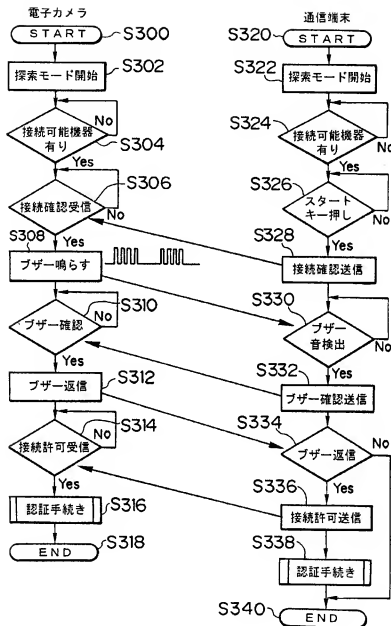 電子カメラ
START
S300
探索モード開始
S302
接続可能機器
有り
No
S304
Yes
接続確認受信
S306
No
Yes
ブザー鳴らす
S308
ブザー確認
S310
No
Yes
ブザー返信
S312
接続許可受信
S314
No
Yes
認証手続き
S316
END
S318
通信端末
S320
START
S322
探索モード開始
S324
接続可能機器
有り
No
Yes
S326
スタート
キー押し
No
Yes
S328
接続確認送信
S330
ブザー
音検出
No
Yes
S332
ブザー確認送信
S334
ブザー返信
No
Yes
S336
接続許可送信
S338
認証手続き
S340
END